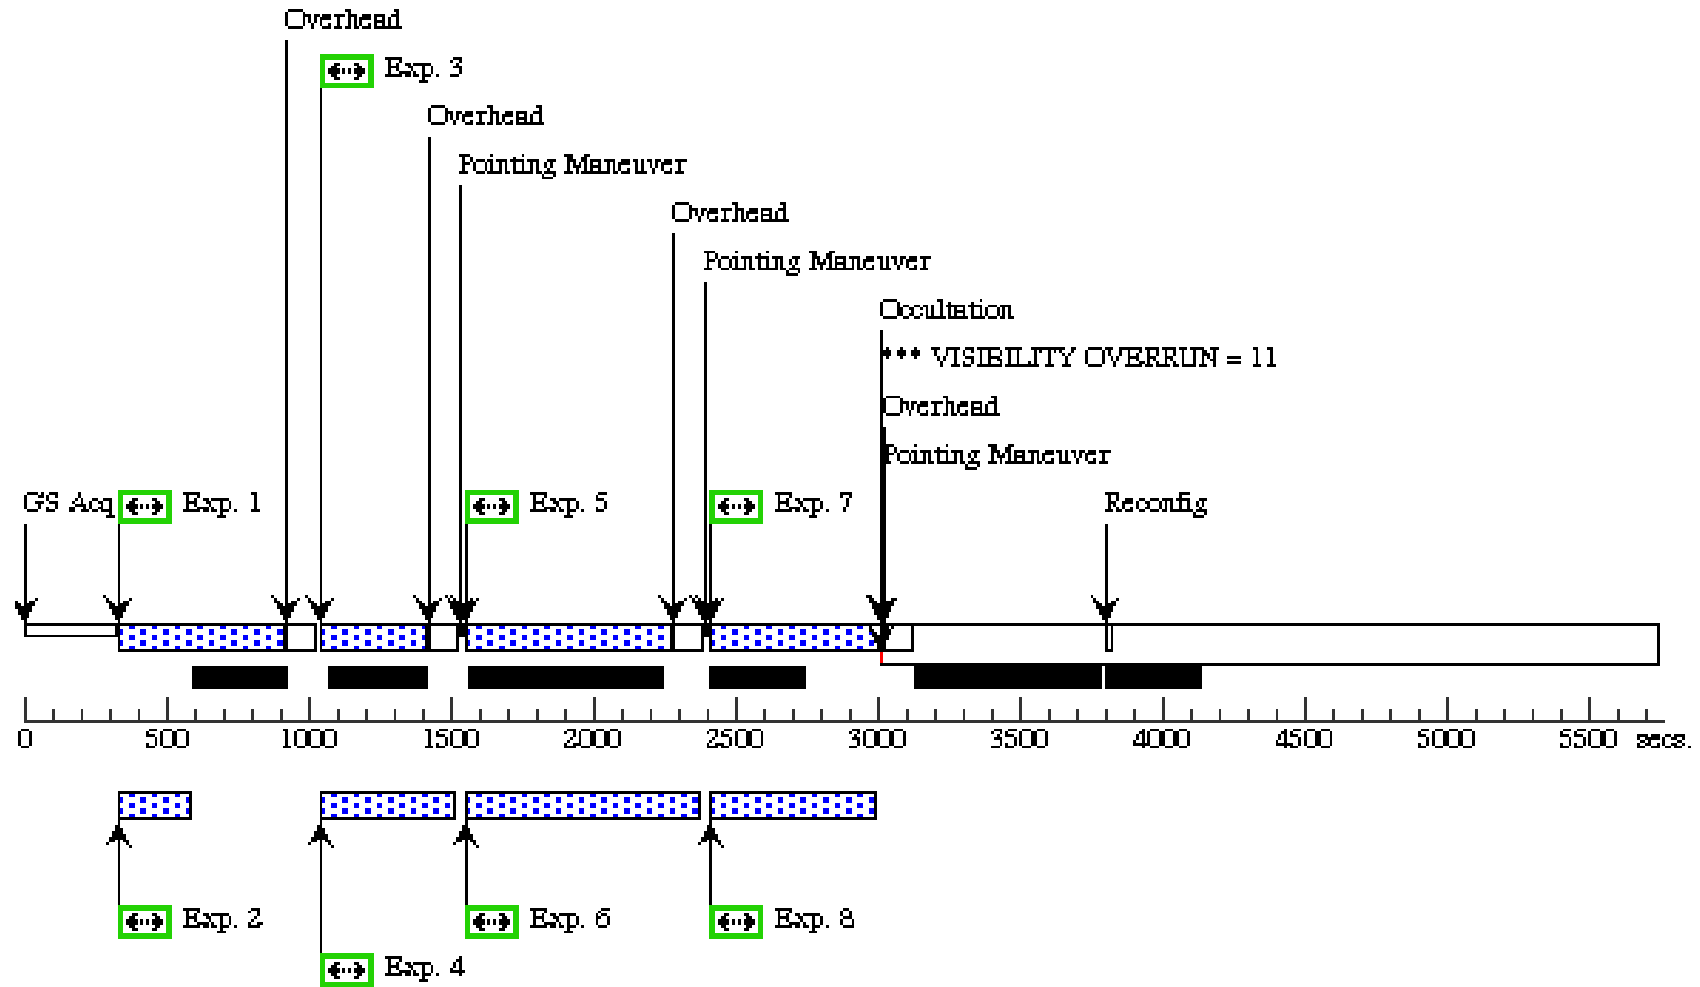 Overhead
Exp. 3
Overhead
Pointing Maneuver
Overhead
Pointing Maneuver
Occultation
*** VISIBILITY OVERRUN = 11
Overhead
Pointing Maneuver
GS Acq Exp. 1 Exp. 5 Exp. 7 Reconfig
0 500 1000 1500 2000 2500 3000 3500 4000 4500 5000 5500 secs.
Exp. 2 Exp. 6 Exp. 8
Exp. 4